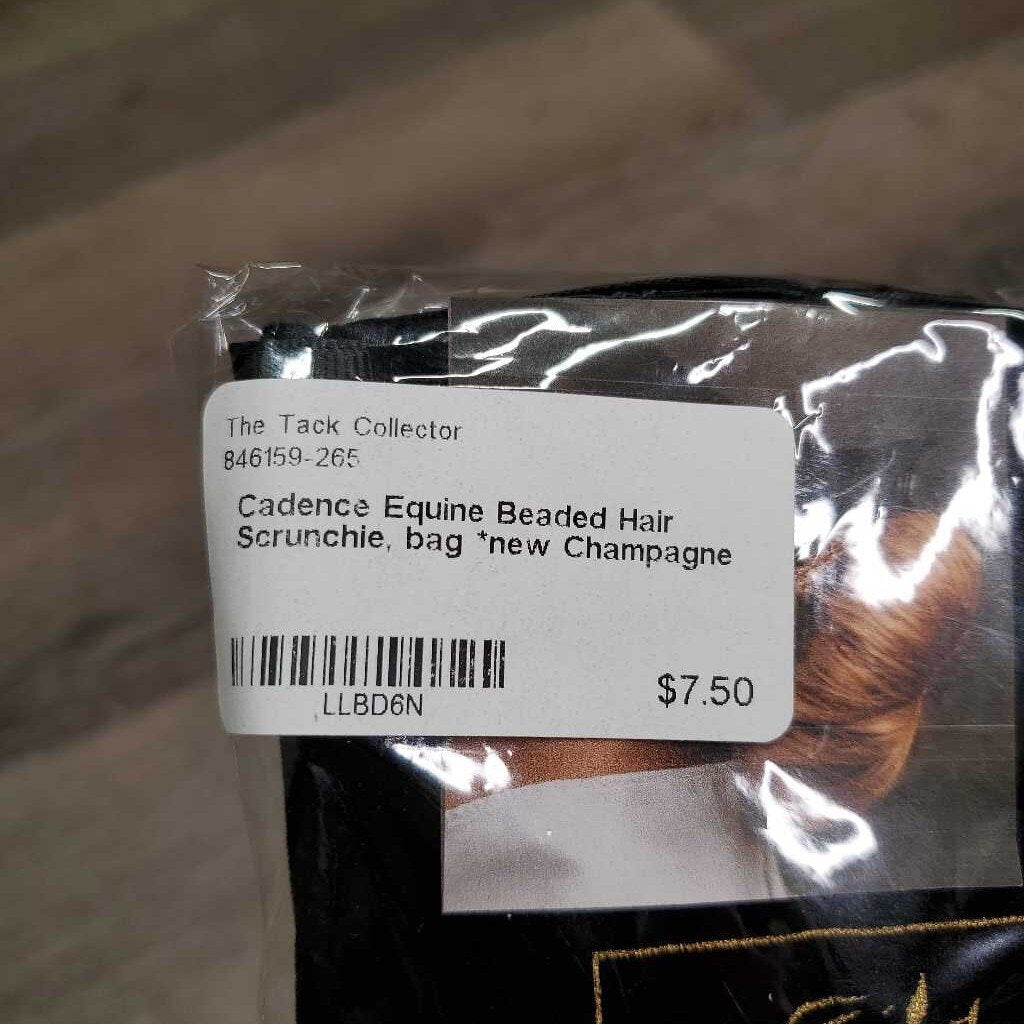 The Tack Collector
846159-265
Cadence Equine Beaded Hair
Scrunchie, bag *new Champagne
LLBD6N
$7.50